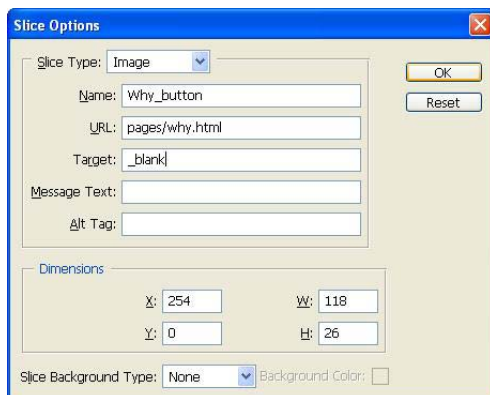 Slice Options
Slice Type: Image
OK
Name: Why_button
Reset
URL: pages/why.html
Target: _blank
Message Text:
Alt Tag:
Dimensions
X: 254 W: 118
Y: 0 H: 26
Slice Background Type: None Background Color: